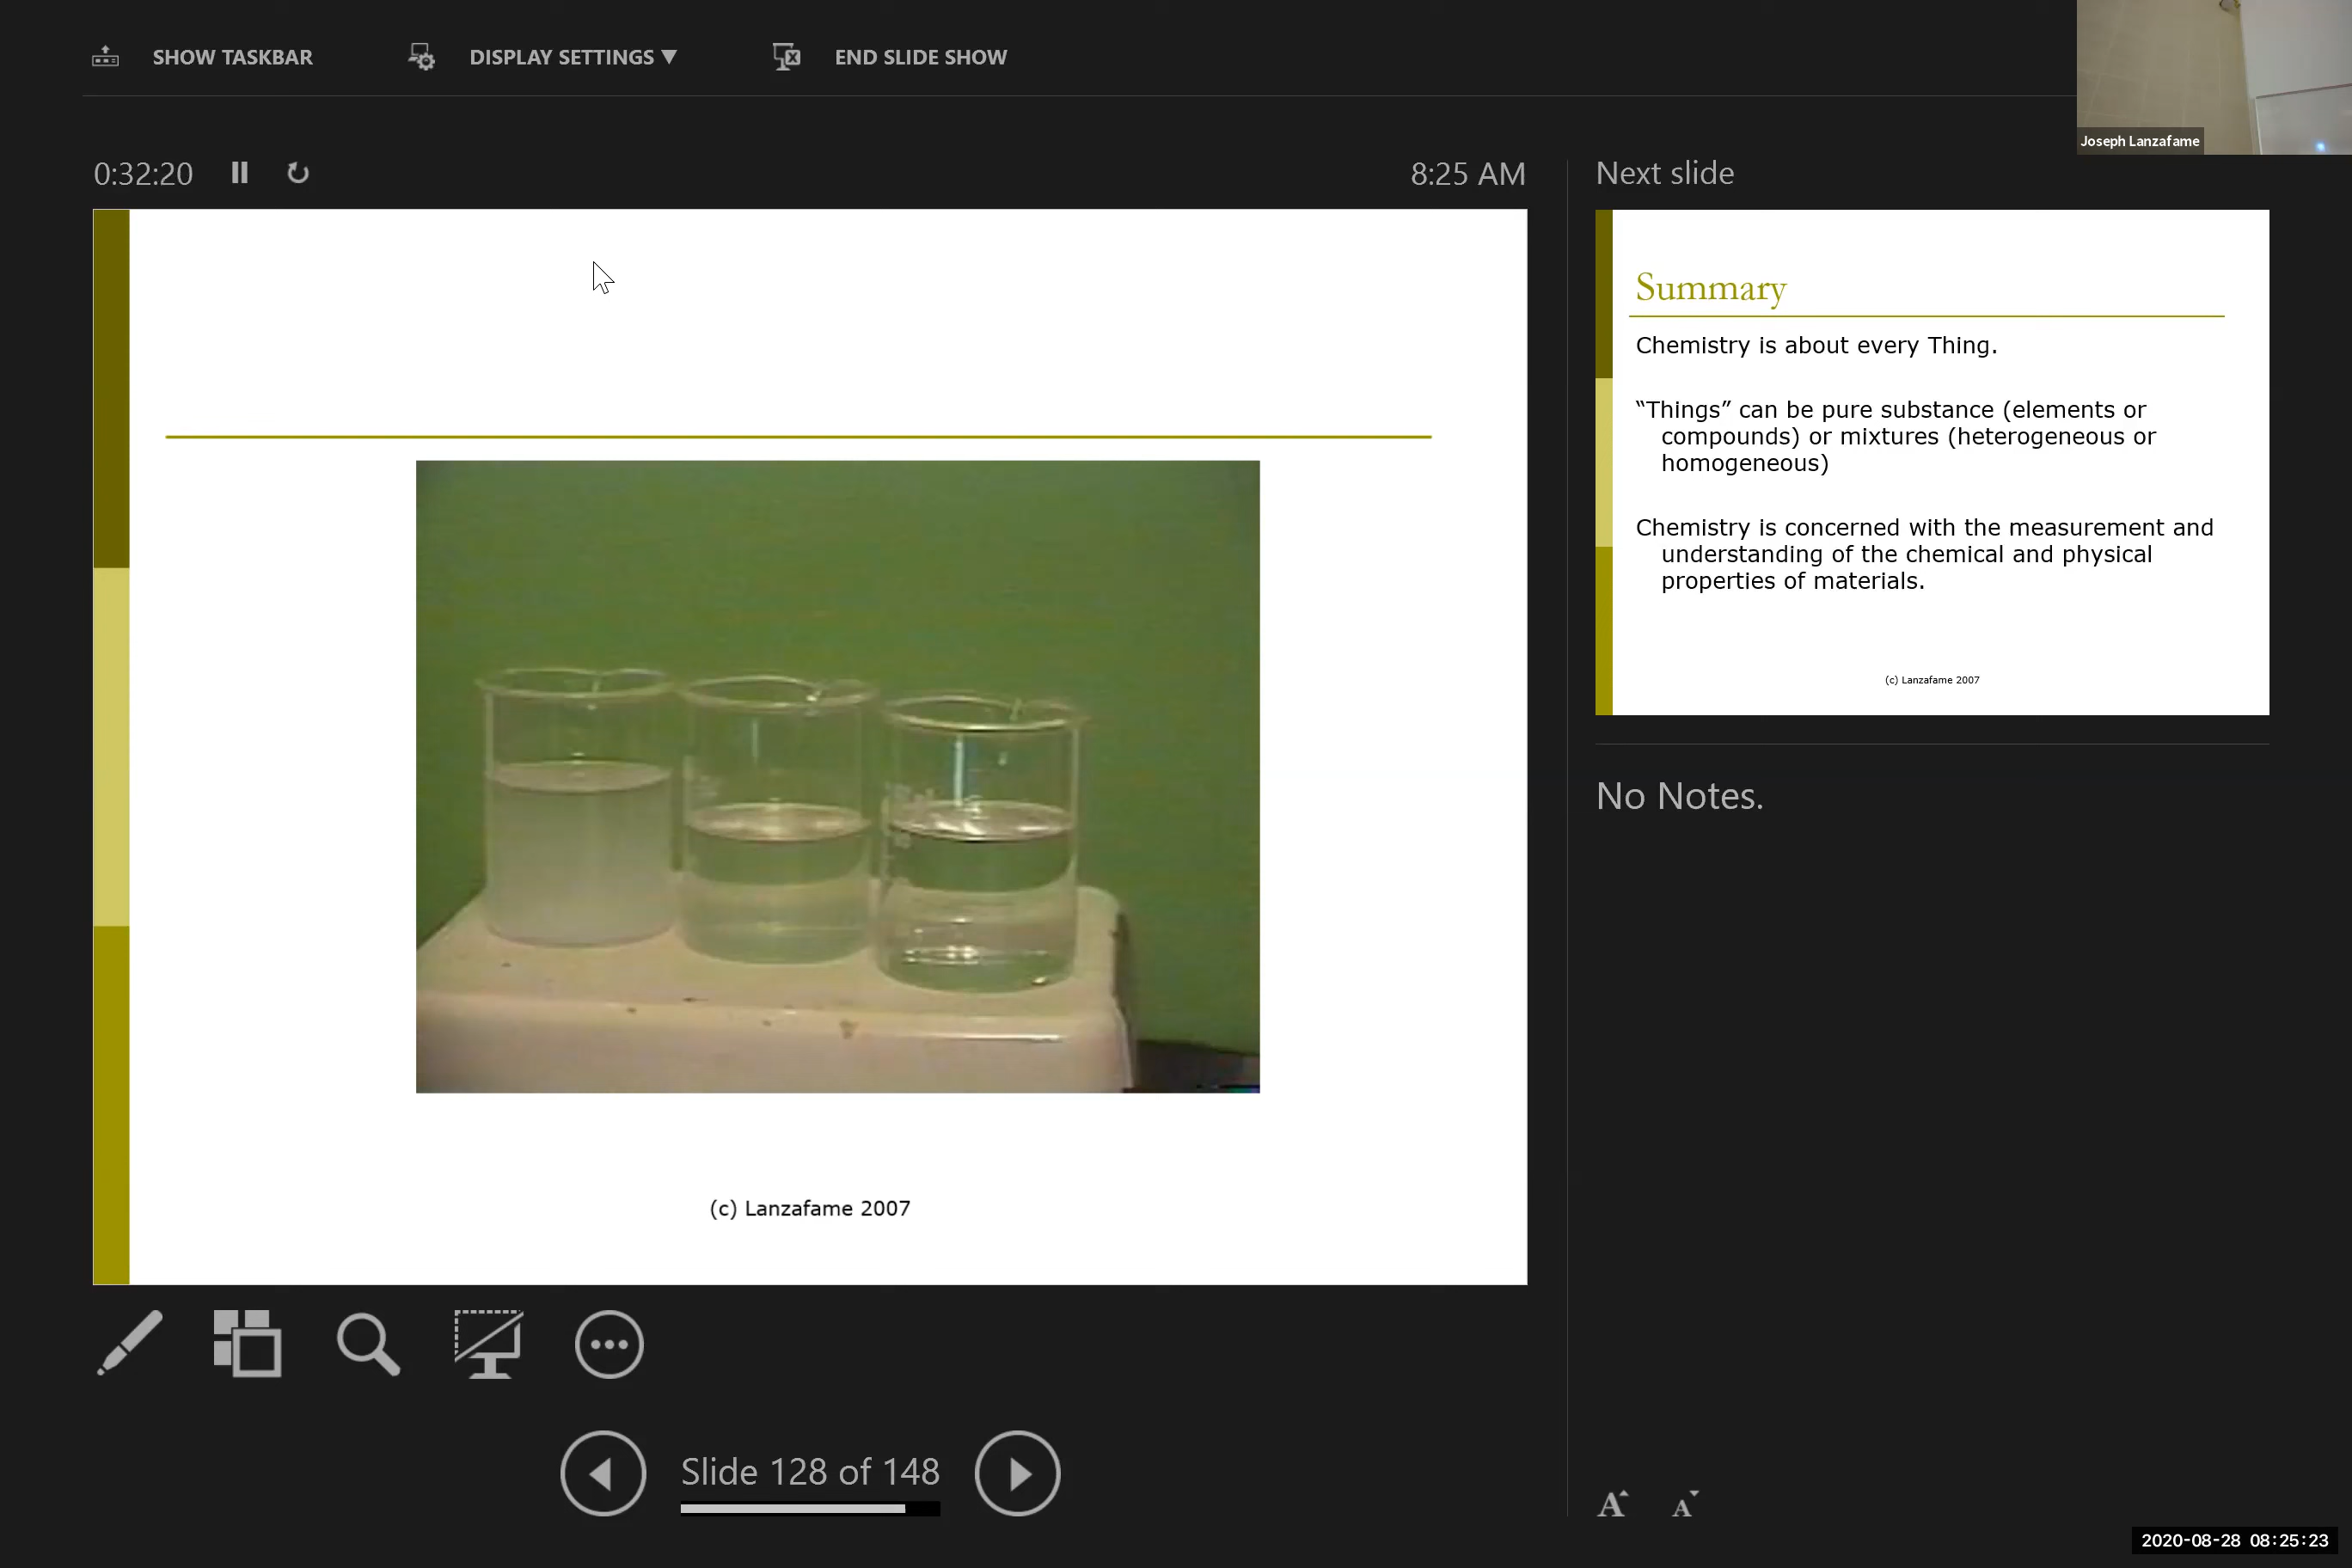 SHOW TASKBAR
DISPLAY SETTINGS ▼
END SLIDE SHOW
Joseph Lanzafame
0:32:20
8:25 AM
Next slide
Summary
Chemistry is about every Thing.
“Things” can be pure substance (elements or
compounds) or mixtures (heterogeneous or
homogeneous)
Chemistry is concerned with the measurement and
understanding of the chemical and physical
properties of materials.
(c) Lanzafame 2007
No Notes.
(c) Lanzafame 2007
Slide 128 of 148
A A
2020-08-28 08:25:23